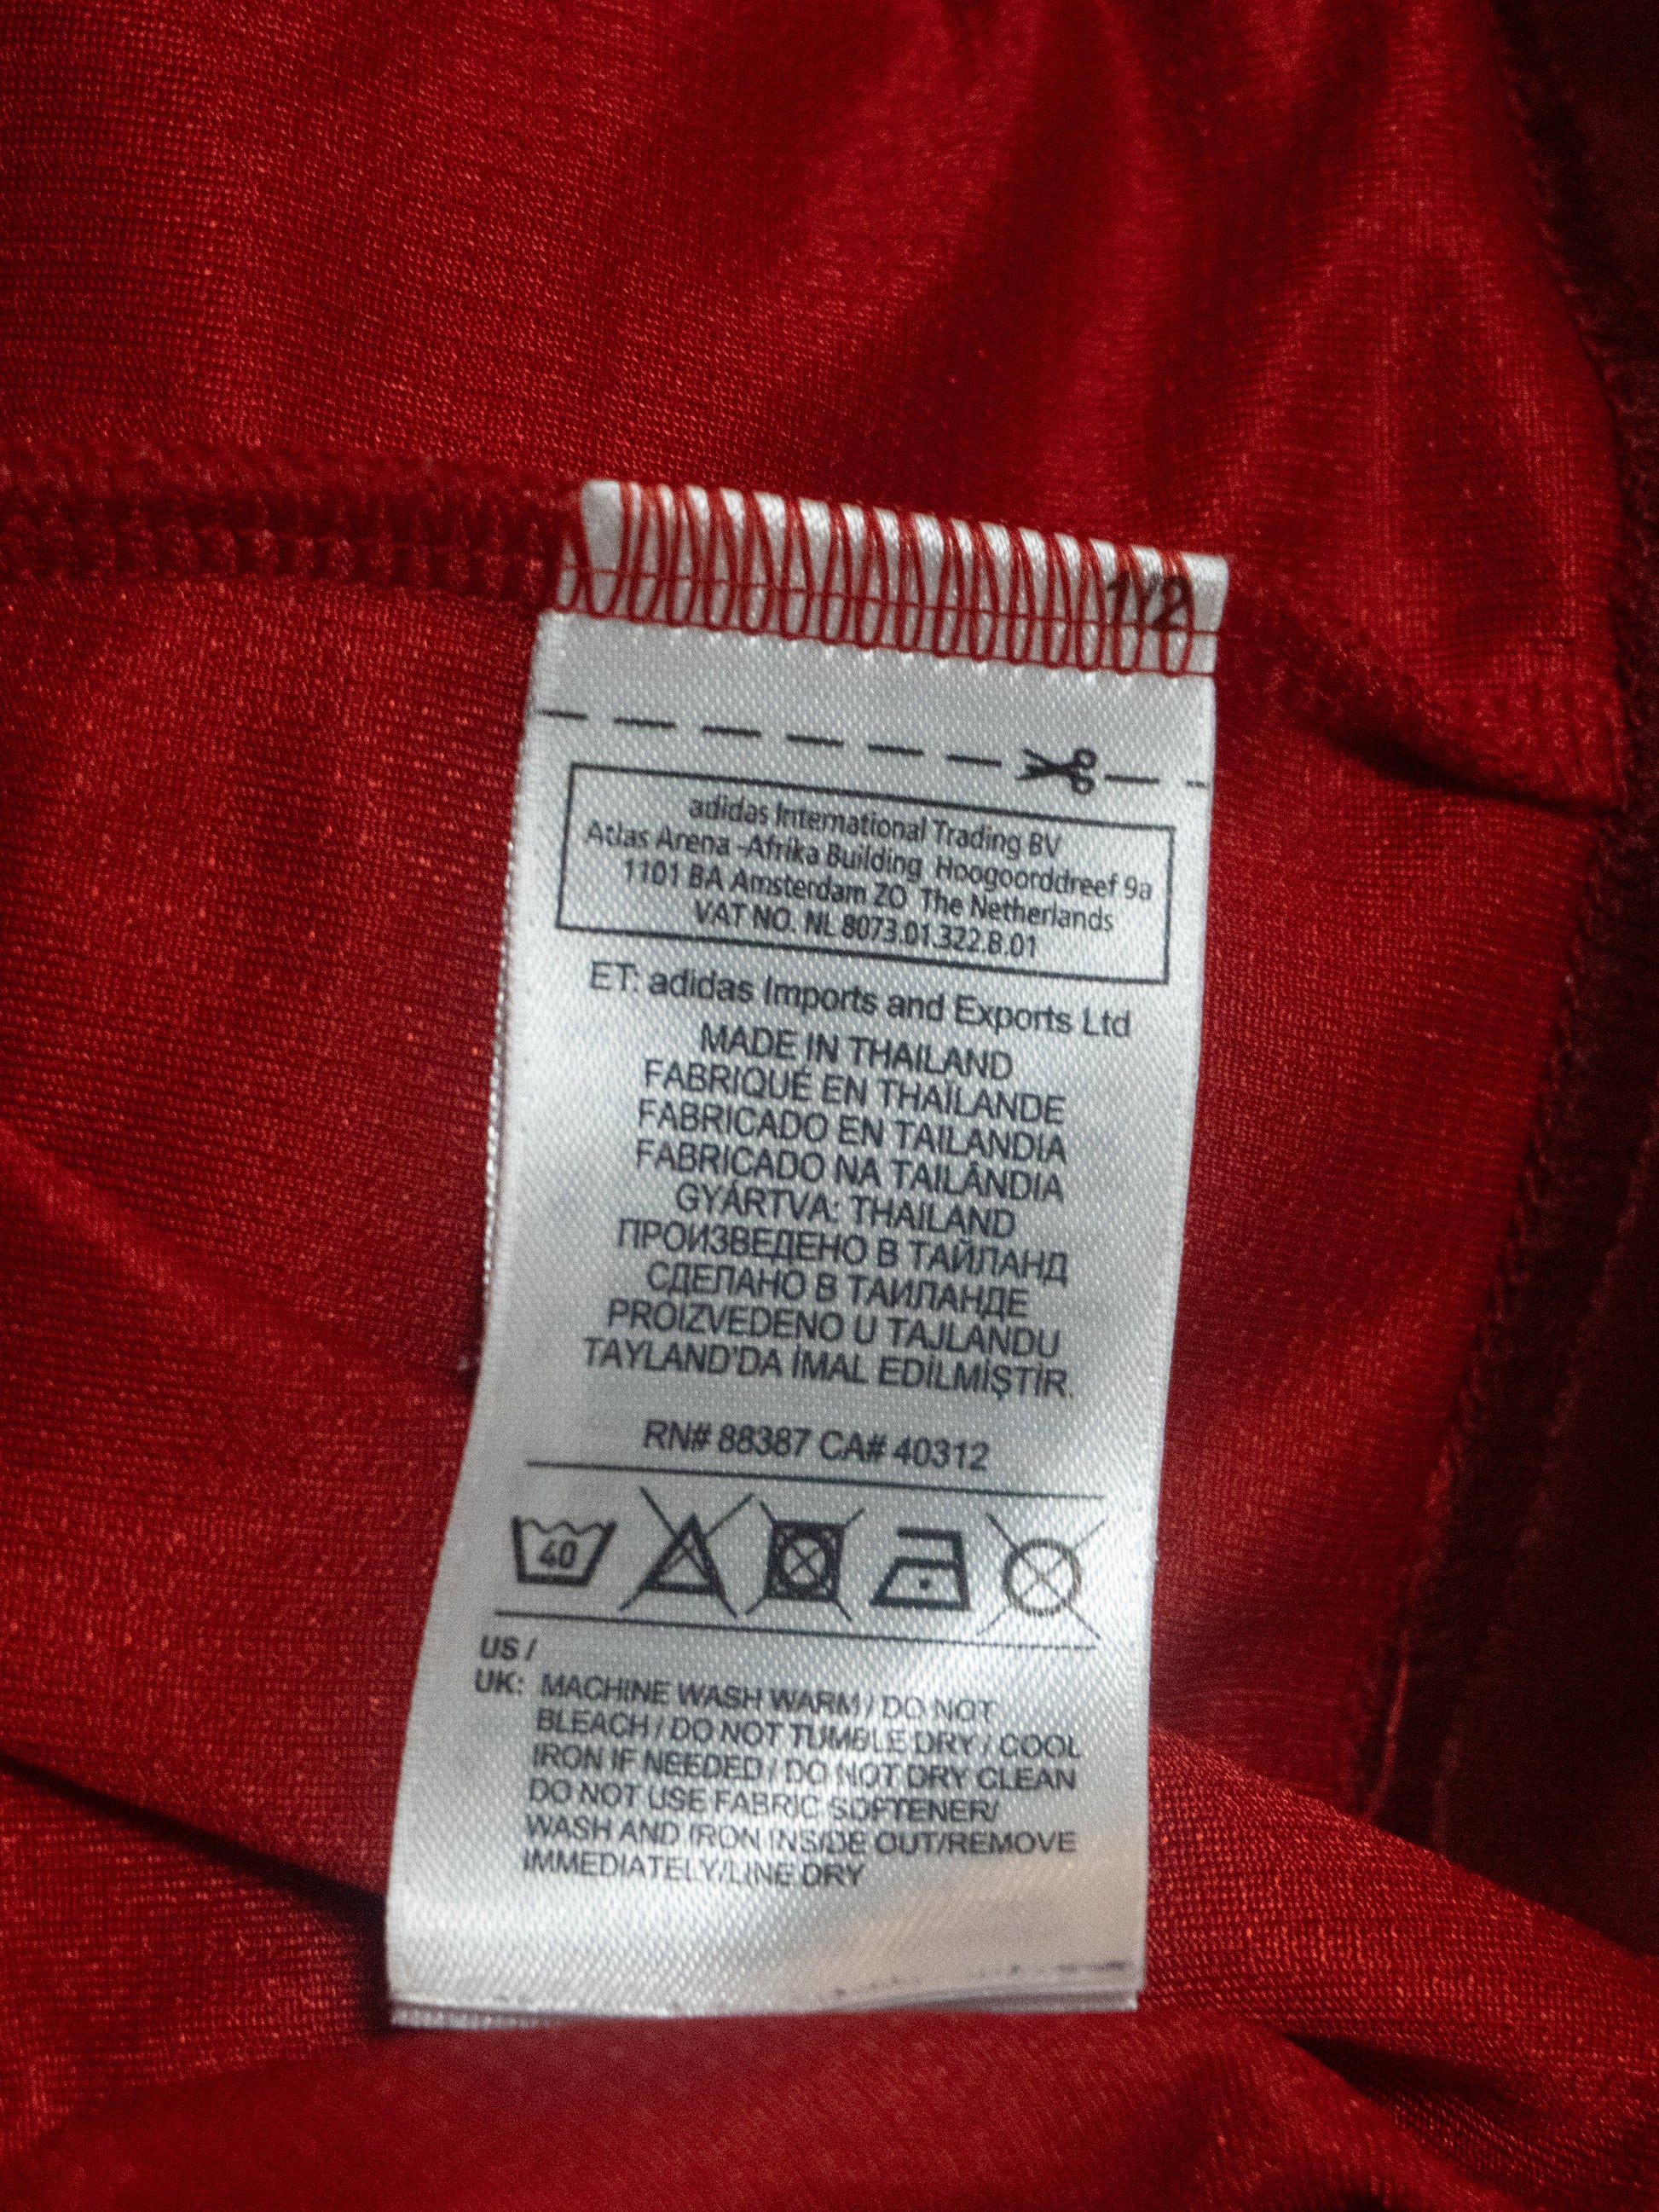 1/2
adidas International Trading BV
Atlas Arena -Afrika Building Hoogoorddreef 9a
1101 BA Amsterdam ZO The Netherlands
VAT NO. NL 8073.01.322.B.01
ET: adidas Imports and Exports Ltd
MADE IN THAILAND
FABRIQUÉ EN THAÏLANDE
FABRICADO EN TAILANDIA
FABRICADO NA TAILÂNDIA
GYÁRTVA: THAILAND
ПРОИЗВЕДЕНО В ТАЙЛАНД
СДЕЛАНО В ТАИЛАНДЕ
PROIZVEDENO U TAJLANDU
TAYLAND'DA İMAL EDİLMİŞTİR.
RN# 88387 CA# 40312
40
US /
UK: MACHINE WASH WARM / DO NOT
BLEACH / DO NOT TUMBLE DRY / COOL
IRON IF NEEDED / DO NOT DRY CLEAN
DO NOT USE FABRIC SOFTENER/
WASH AND IRON INSIDE OUT/REMOVE
IMMEDIATELY/LINE DRY